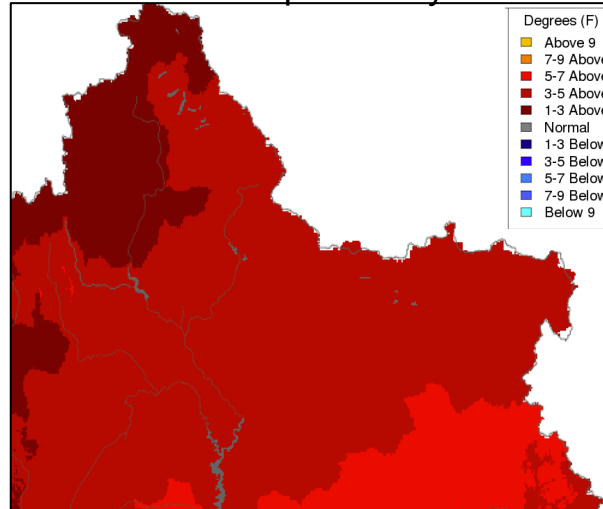 Degrees (F)
Above 9
7-9 Above
5-7 Above
3-5 Above
1-3 Above
Normal
1-3 Below
3-5 Below
5-7 Below
7-9 Below
Below 9